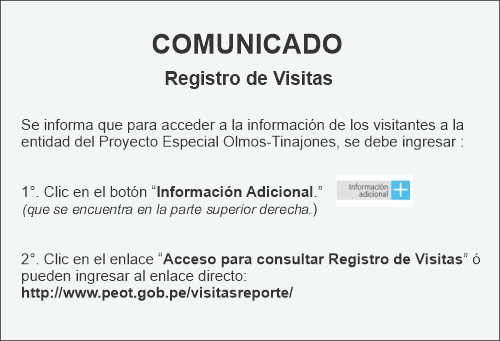 COMUNICADO
Registro de Visitas
Se informa que para acceder a la información de los visitantes a la
entidad del Proyecto Especial Olmos-Tinajones, se debe ingresar :
1°. Clic en el botón “Información Adicional.”
Información
adicional
(que se encuentra en la parte superior derecha.)
2°. Clic en el enlace “Acceso para consultar Registro de Visitas” ó
pueden ingresar al enlace directo:
http://www.peot.gob.pe/visitasreporte/